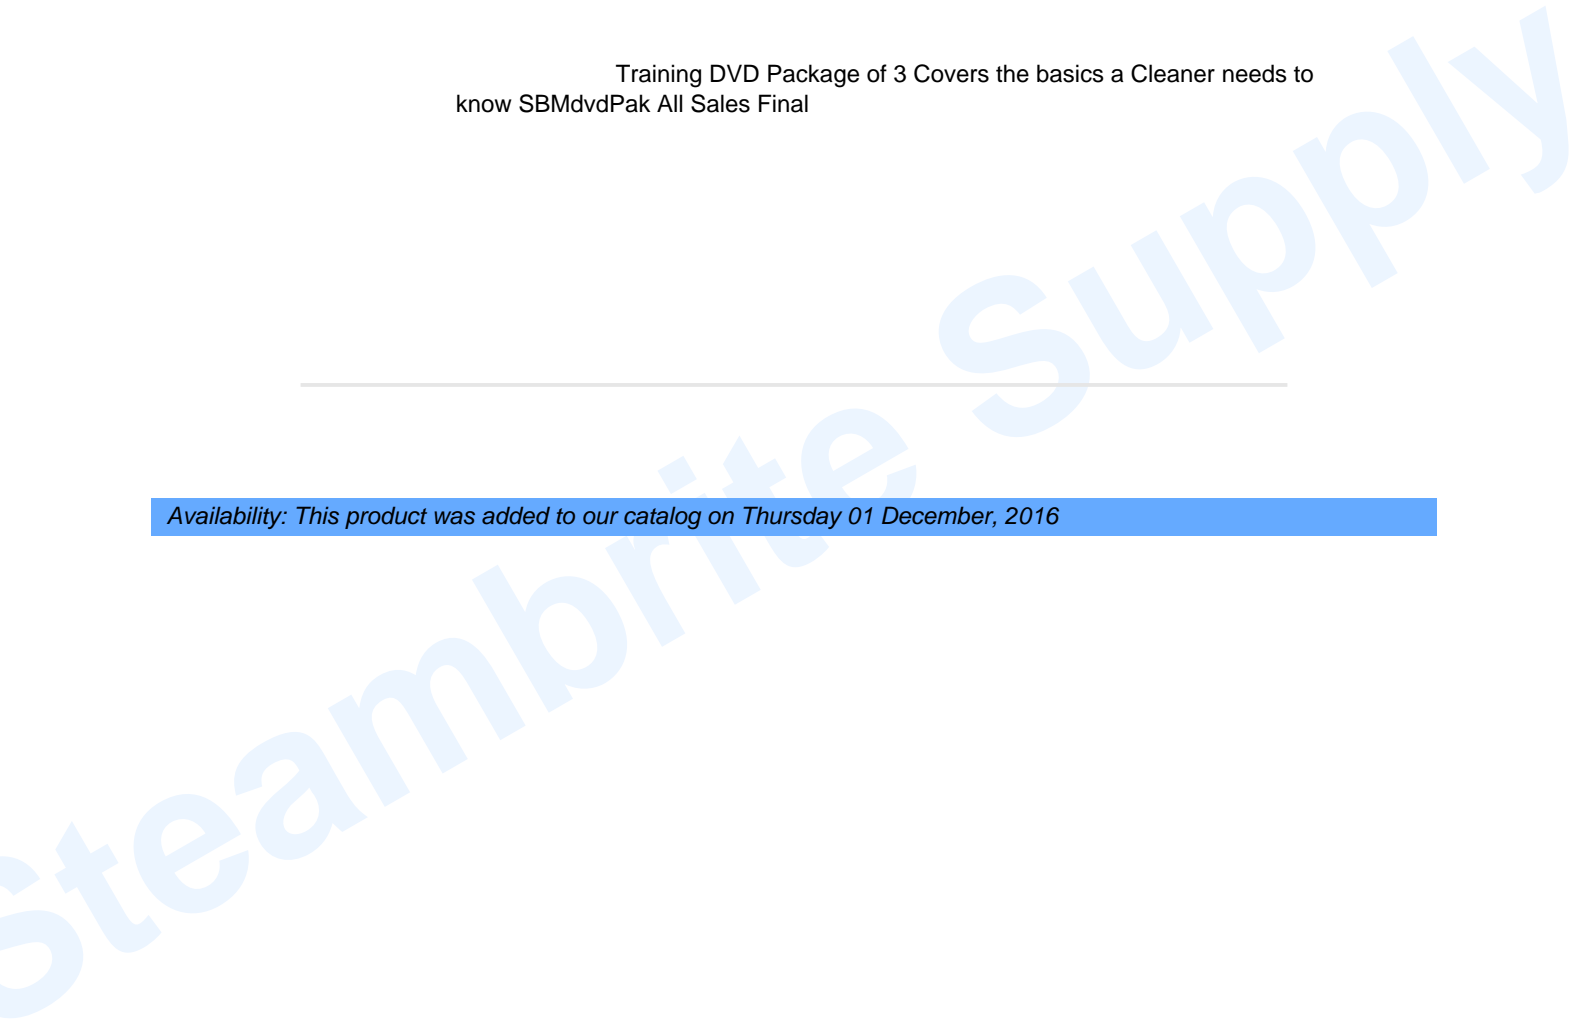 Training DVD Package of 3 Covers the basics a Cleaner needs to
know SBMdvdPak All Sales Final
Availability: This product was added to our catalog on Thursday 01 December, 2016
Steambrite Supply